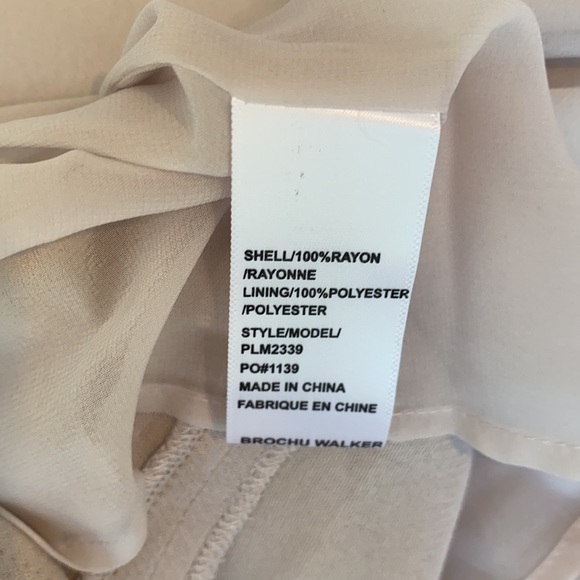 SHELL/100%RAYON
/RAYONNE
LINING/100%POLYESTER
/POLYESTER
STYLE/MODEL/
PLM2339
PO#1139
MADE IN CHINA
FABRIQUE EN CHINE
BROCHU WALKER